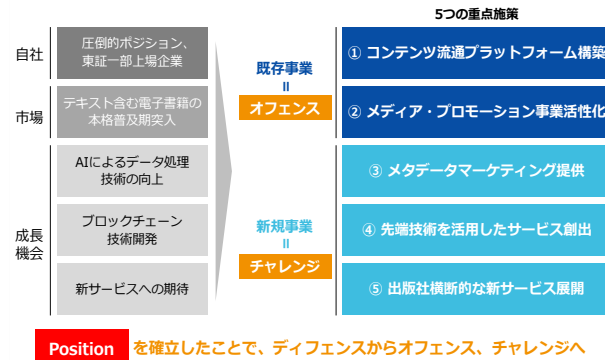 5つの重点施策
自社
圧倒的ポジション、
東証一部上場企業
市場
テキスト含む電子書籍の
本格普及期突入
成長
機会
AIによるデータ処理
技術の向上
ブロックチェーン
技術開発
新サービスへの期待
既存事業
=
オフェンス
新規事業
=
チャレンジ
① コンテンツ流通プラットフォーム構築
② メディア・プロモーション事業活性化
③ メタデータマーケティング提供
④ 先端技術を活用したサービス創出
⑤ 出版社横断的な新サービス展開
Position を確立したことで、ディフェンスからオフェンス、チャレンジへ